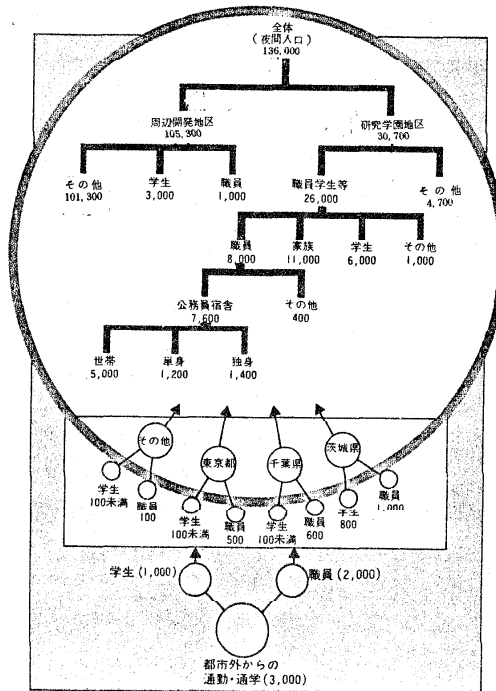 全体
(夜間人口)
136,000
周辺開発地区
105,300
研究学園地区
30,700
その他
101,300
学生
3,000
職員
1,000
職員学生等
26,000
その他
4,700
職員
8,000
家族
11,000
学生
6,000
その他
1,000
公務員宿舎
7,600
その他
400
世帯
5,000
単身
1,200
独身
1,400
その他
東京都
千葉県
茨城県
学生
100未満
職員
100
学生
100未満
職員
500
学生
100未満
職員
600
学生
800
職員
1,000
学生(1,000)
職員(2,000)
都市外からの
通勤・通学(3,000)